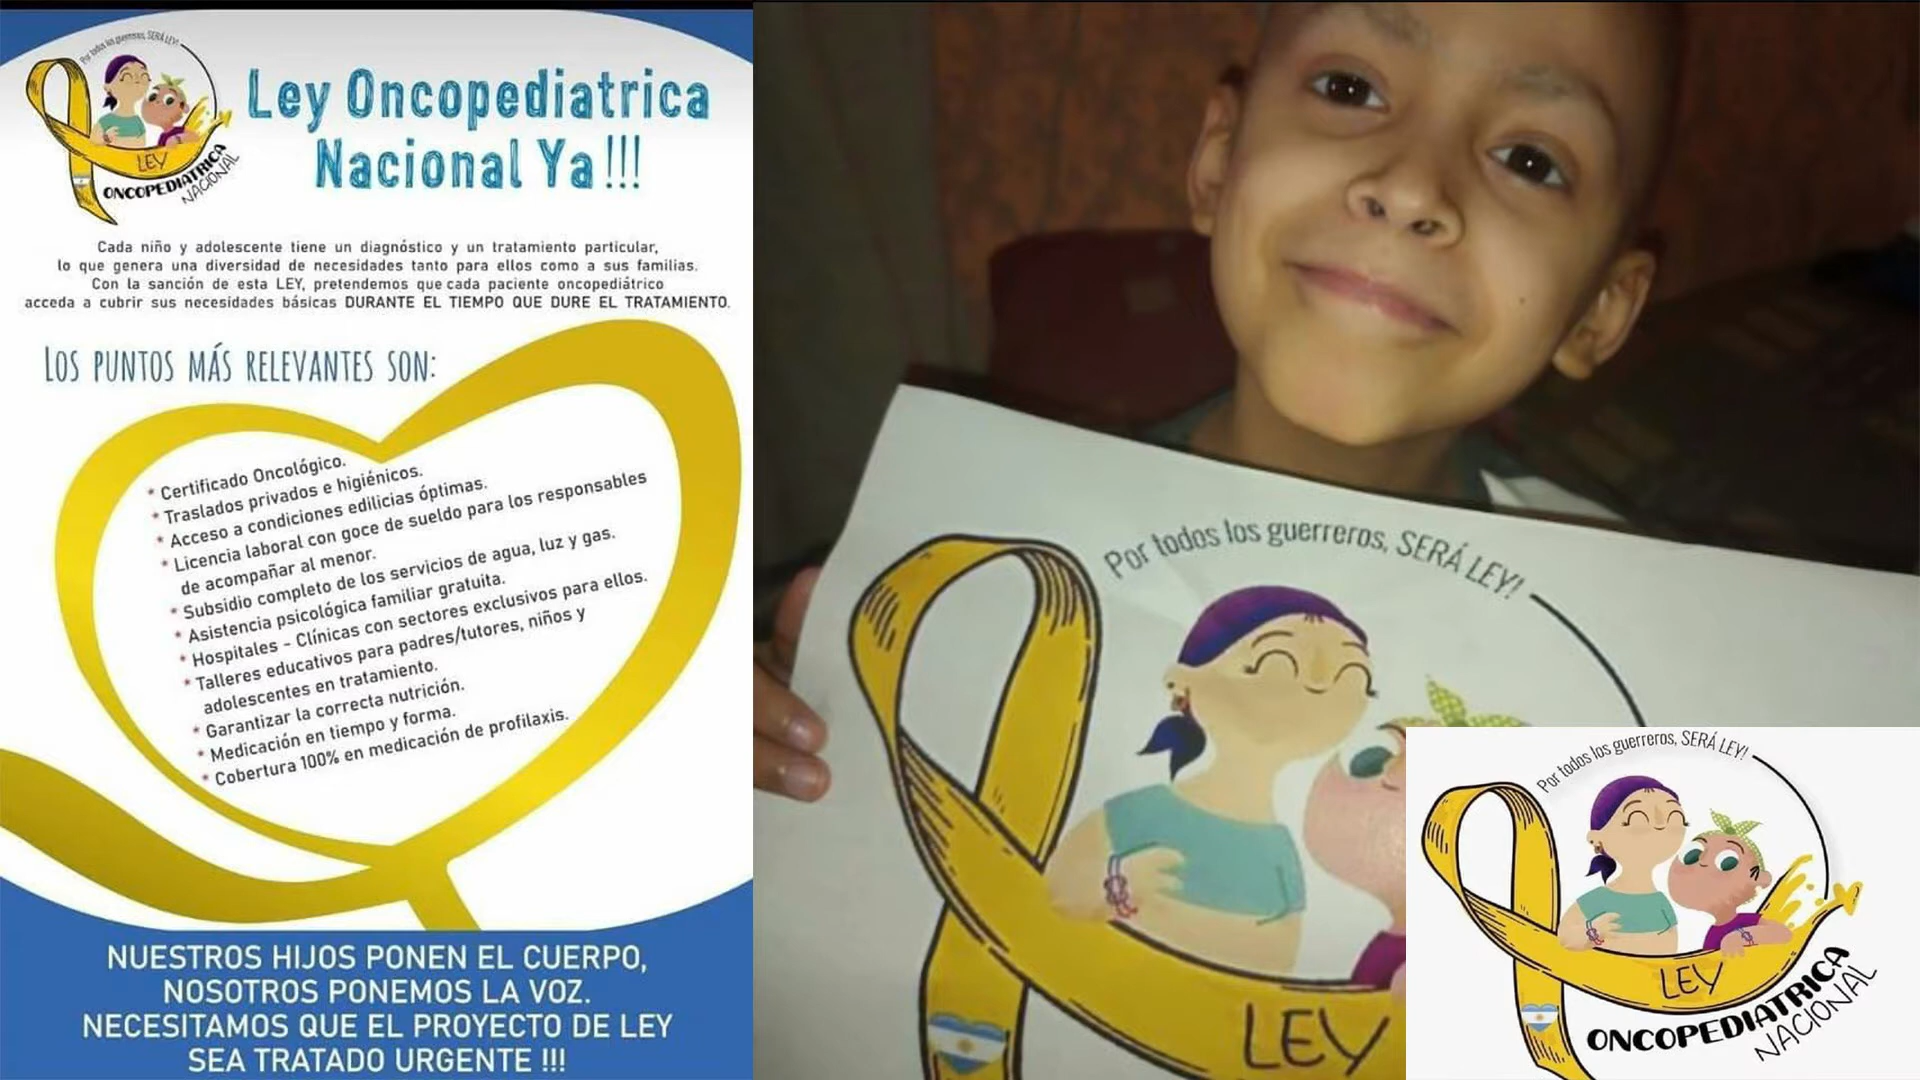 Por todos los guerreros, SERÁ LEY!
LEY
ONCOPEDIATRICA
NACIONAL
Ley Oncopediatrica
Nacional Ya!!!
Cada niño y adolescente tiene un diagnóstico y un tratamiento particular,
lo que genera una diversidad de necesidades tanto para ellos como a sus familias.
Con la sanción de esta LEY, pretendemos que cada paciente oncopediátrico
acceda a cubrir sus necesidades básicas DURANTE EL TIEMPO QUE DURE EL TRATAMIENTO.
LOS PUNTOS MÁS RELEVANTES SON:
* Certificado Oncológico.
* Traslados privados e higiénicos.
* Acceso a condiciones edilicias óptimas.
* Licencia laboral con goce de sueldo para los responsables
de acompañar al menor.
* Subsidio completo de los servicios de agua, luz y gas.
* Asistencia psicológica familiar gratuita.
* Hospitales - Clínicas con sectores exclusivos para ellos.
* Talleres educativos para padres/tutores, niños y
adolescentes en tratamiento.
* Garantizar la correcta nutrición.
* Medicación en tiempo y forma.
* Cobertura 100% en medicación de profilaxis.
NUESTROS HIJOS PONEN EL CUERPO,
NOSOTROS PONEMOS LA VOZ.
NECESITAMOS QUE EL PROYECTO DE LEY
SEA TRATADO URGENTE !!!
Por todos los guerreros, SERÁ LEY!
LEY
Por todos los guerreros, SERÁ LEY!
LEY
ONCOPEDIATRICA
NACIONAL